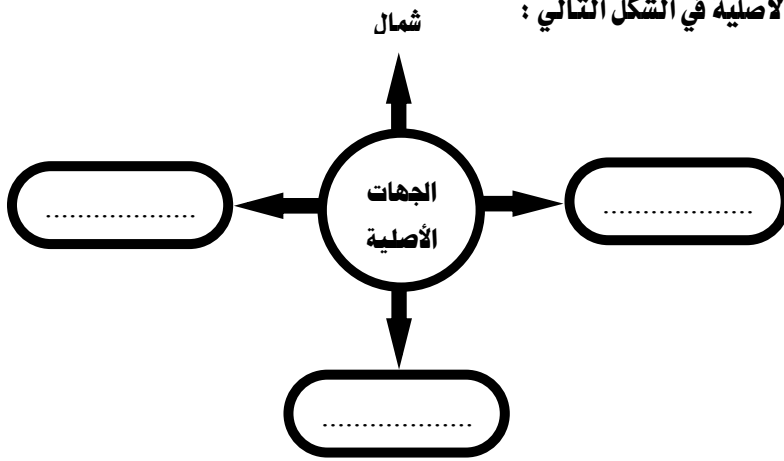 لأصلية في الشكل التالي :
شمال
الجهات
الأصلية
....................
....................
....................